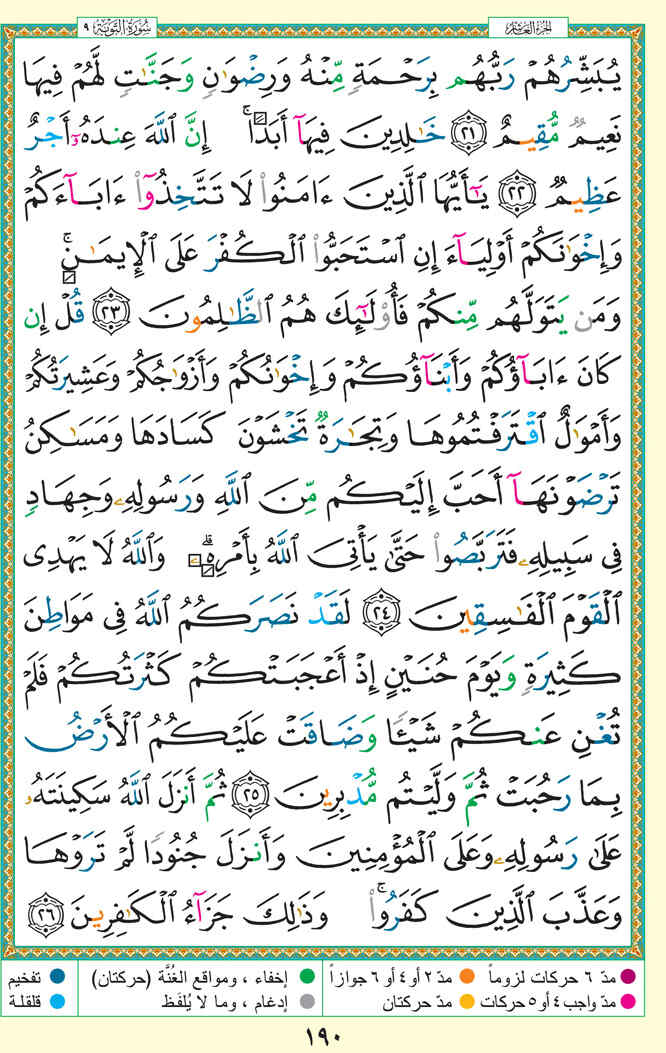 سُورَةُ التَّوْبَةِ ٩
الجُزْءُ العَاشِر
يُبَشِّرُهُمْ رَبُّهُم بِرَحْمَةٍ مِّنْهُ وَرِضْوَٰنٍ وَجَنَّٰتٍ لَّهُمْ فِيهَا
نَعِيمٌ مُّقِيمٌ ٢١ خَٰلِدِينَ فِيهَآ أَبَدًا ۚ إِنَّ ٱللَّهَ عِندَهُۥٓ أَجْرٌ
عَظِيمٌ ٢٢ يَٰٓأَيُّهَا ٱلَّذِينَ ءَامَنُوا۟ لَا تَتَّخِذُوٓا۟ ءَابَآءَكُمْ
وَإِخْوَٰنَكُمْ أَوْلِيَآءَ إِنِ ٱسْتَحَبُّوا۟ ٱلْكُفْرَ عَلَى ٱلْإِيمَٰنِ ۚ
وَمَن يَتَوَلَّهُم مِّنكُمْ فَأُو۟لَٰٓئِكَ هُمُ ٱلظَّٰلِمُونَ ٢٣ قُلْ إِن
كَانَ ءَابَآؤُكُمْ وَأَبْنَآؤُكُمْ وَإِخْوَٰنُكُمْ وَأَزْوَٰجُكُمْ وَعَشِيرَتُكُمْ
وَأَمْوَٰلٌ ٱقْتَرَفْتُمُوهَا وَتِجَٰرَةٌ تَخْشَوْنَ كَسَادَهَا وَمَسَٰكِنُ
تَرْضَوْنَهَآ أَحَبَّ إِلَيْكُم مِّنَ ٱللَّهِ وَرَسُولِهِۦ وَجِهَادٍ
فِى سَبِيلِهِۦ فَتَرَبَّصُوا۟ حَتَّىٰ يَأْتِىَ ٱللَّهُ بِأَمْرِهِۦ ۗ وَٱللَّهُ لَا يَهْدِى
ٱلْقَوْمَ ٱلْفَٰسِقِينَ ٢٤ لَقَدْ نَصَرَكُمُ ٱللَّهُ فِى مَوَاطِنَ
كَثِيرَةٍ وَيَوْمَ حُنَيْنٍ إِذْ أَعْجَبَتْكُمْ كَثْرَتُكُمْ فَلَمْ
تُغْنِ عَنكُمْ شَيْـًٔا وَضَاقَتْ عَلَيْكُمُ ٱلْأَرْضُ
بِمَا رَحُبَتْ ثُمَّ وَلَّيْتُم مُّدْبِرِينَ ٢٥ ثُمَّ أَنزَلَ ٱللَّهُ سَكِينَتَهُۥ
عَلَىٰ رَسُولِهِۦ وَعَلَى ٱلْمُؤْمِنِينَ وَأَنزَلَ جُنُودًا لَّمْ تَرَوْهَا
وَعَذَّبَ ٱلَّذِينَ كَفَرُوا۟ ۚ وَذَٰلِكَ جَزَآءُ ٱلْكَٰفِرِينَ ٢٦
مدّ ٦ حركات لزوماً مدّ ٢ أو ٤ أو ٦ جوازاً إخفاء ، ومواقع الغُنَّة (حركتان) تفخيم
مدّ واجب ٤ أو ٥ حركات مدّ حركتان إدغام ، وما لا يُلفَظ قلقلة
١٩٠